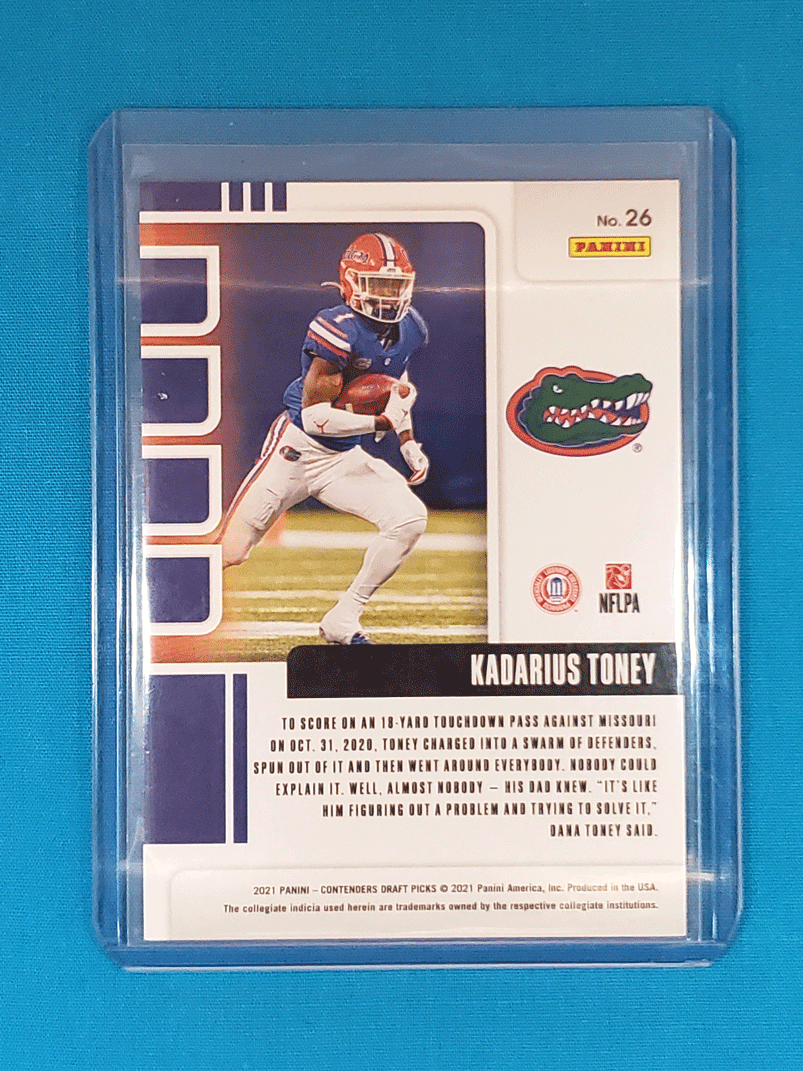 No. 26
PANINI
1
NFLPA
KADARIUS TONEY
TO SCORE ON AN 18-YARD TOUCHDOWN PASS AGAINST MISSOURI
ON OCT. 31, 2020, TONEY CHARGED INTO A SWARM OF DEFENDERS,
SPUN OUT OF IT AND THEN WENT AROUND EVERYBODY. NOBODY COULD
EXPLAIN IT. WELL, ALMOST NOBODY – HIS DAD KNEW. "IT'S LIKE
HIM FIGURING OUT A PROBLEM AND TRYING TO SOLVE IT,"
DANA TONEY SAID.
2021 PANINI – CONTENDERS DRAFT PICKS © 2021 Panini America, Inc. Produced in the USA.
The collegiate indicia used herein are trademarks owned by the respective collegiate institutions.